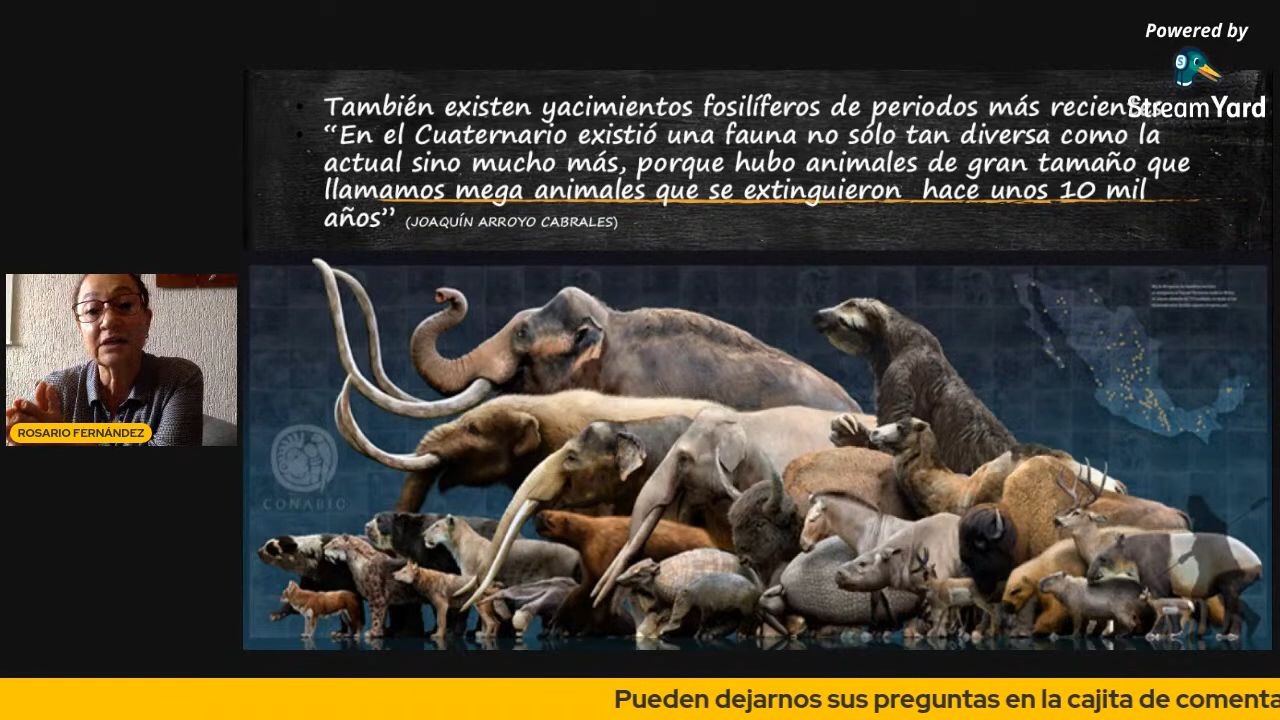 Powered by
StreamYard
También existen yacimientos fosilíferos de periodos más recientes
“En el Cuaternario existió una fauna no sólo tan diversa como la
actual sino mucho más, porque hubo animales de gran tamaño que
llamamos mega animales que se extinguieron hace unos 10 mil
años” (JOAQUÍN ARROYO CABRALES)
CONABIO
ROSARIO FERNÁNDEZ
Pueden dejarnos sus preguntas en la cajita de comenta